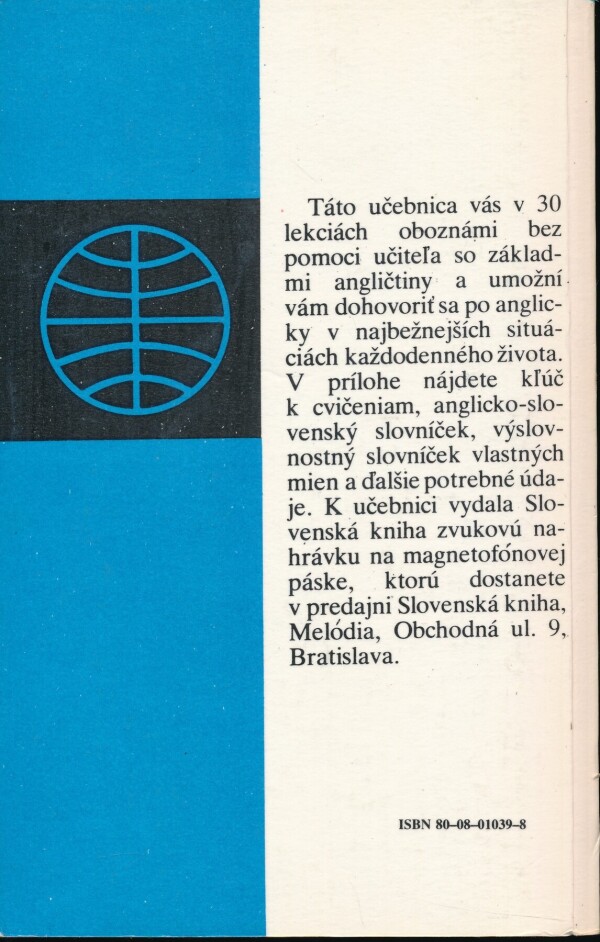 Táto učebnica vás v 30
lekciách oboznámi bez
pomoci učiteľa so základ-
mi angličtiny a umožní
vám dohovoriť sa po anglic-
ky v najbežnejších situá-
ciách každodenného života.
V prílohe nájdete kľúč
k cvičeniam, anglicko-slo-
venský slovníček, výslov-
nostný slovníček vlastných
mien a ďalšie potrebné úda-
je. K učebnici vydala Slo-
venská kniha zvukovú na-
hrávku na magnetofónovej
páske, ktorú dostanete
v predajni Slovenská kniha,
Melódia, Obchodná ul. 9,
Bratislava.
ISBN 80–08–01039–8